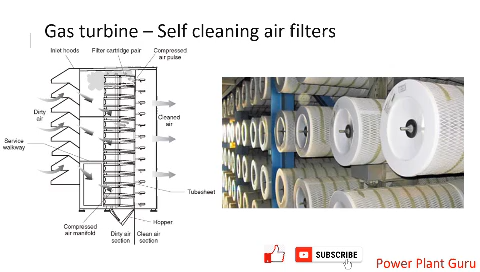 Gas turbine – Self cleaning air filters
Inlet hoods
Filter cartridge pair
Compressed
air pulse
Dirty
air
Cleaned
air
Service
walkway
Tubesheet
Compressed
air manifold
Hopper
Dirty air
section
Clean air
section
SUBSCRIBE
Power Plant Guru